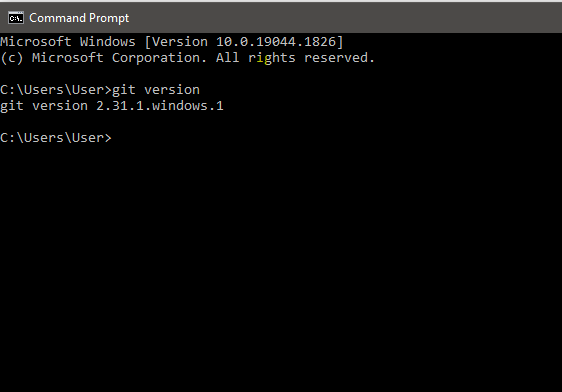 C:\.
Command Prompt
Microsoft Windows [Version 10.0.19044.1826]
(c) Microsoft Corporation. All rights reserved.
C:\Users\User>git version
git version 2.31.1.windows.1
C:\Users\User>